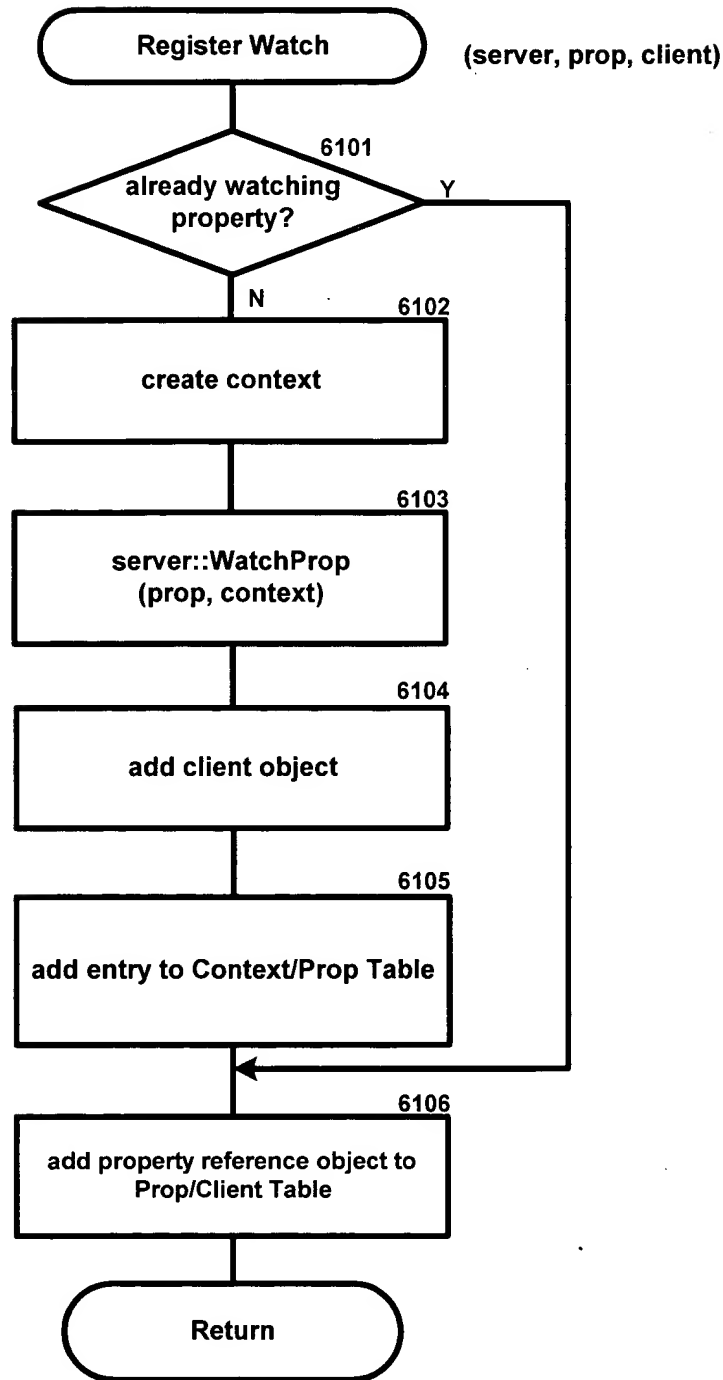 Register Watch
(server, prop, client)
6101
already watching
property?
Y
N
6102
create context
6103
server::WatchProp
(prop, context)
6104
add client object
6105
add entry to Context/Prop Table
6106
add property reference object to
Prop/Client Table
Return